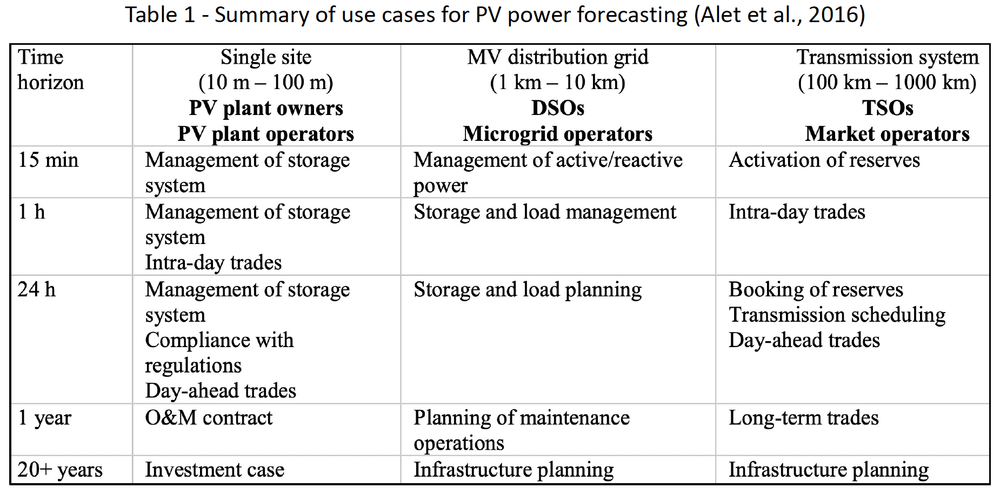 Table 1 - Summary of use cases for PV power forecasting (Alet et al., 2016)
Time
horizon
Single site
(10 m – 100 m)
PV plant owners
PV plant operators
MV distribution grid
(1 km – 10 km)
DSOs
Microgrid operators
Transmission system
(100 km – 1000 km)
TSOs
Market operators
15 min
Management of storage
system
Management of active/reactive
power
Activation of reserves
1 h
Management of storage
system
Intra-day trades
Storage and load management
Intra-day trades
24 h
Management of storage
system
Compliance with
regulations
Day-ahead trades
Storage and load planning
Booking of reserves
Transmission scheduling
Day-ahead trades
1 year
O&M contract
Planning of maintenance
operations
Long-term trades
20+ years
Investment case
Infrastructure planning
Infrastructure planning